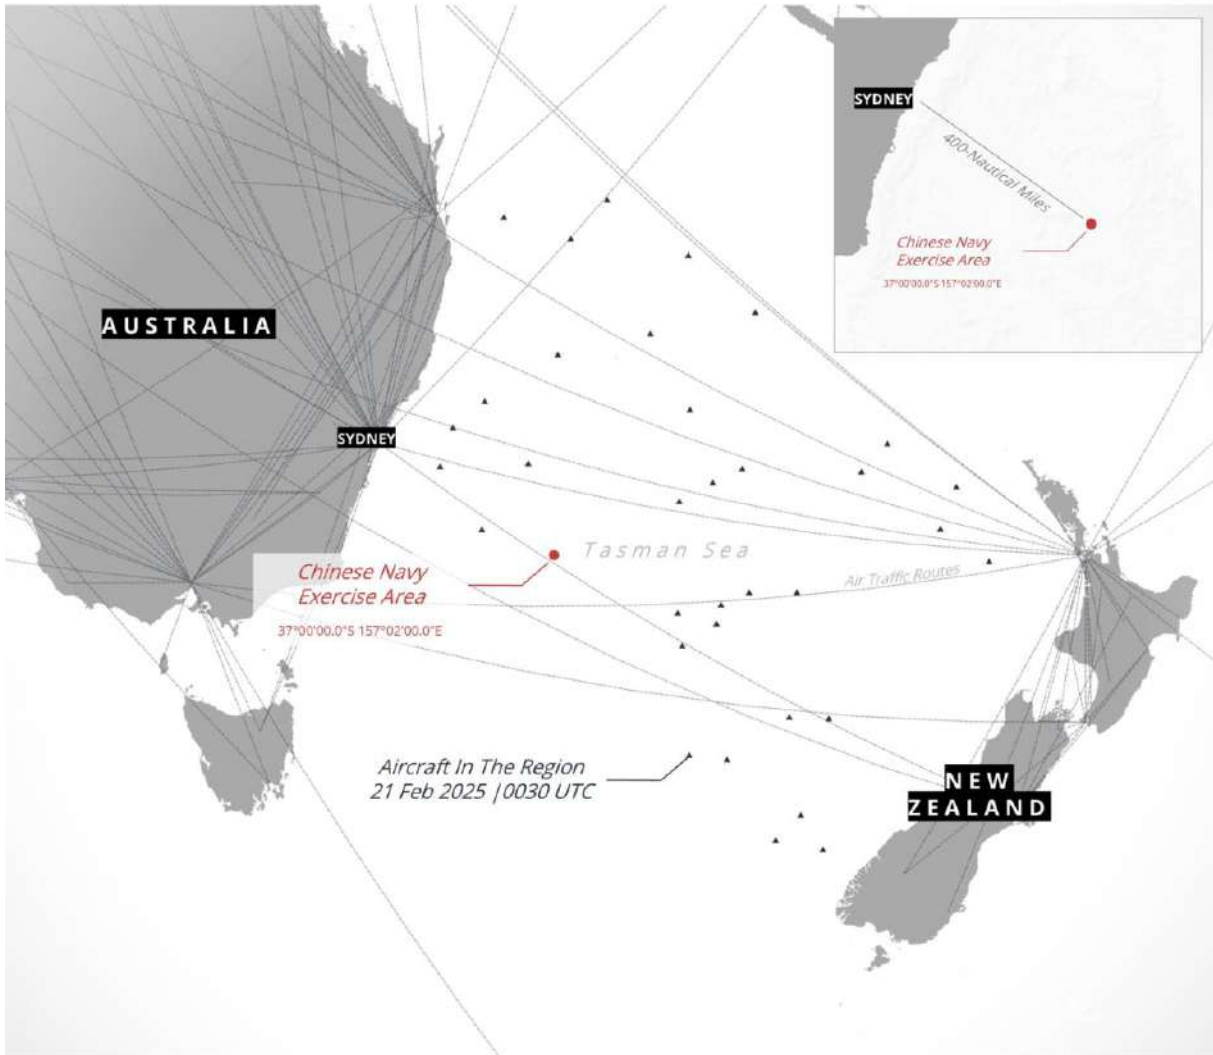 SYDNEY
400-Nautical Miles
Chinese Navy
Exercise Area
37°00'00.0"S 157°02'00.0"E
AUSTRALIA
SYDNEY
Tasman Sea
Chinese Navy
Exercise Area
37°00'00.0"S 157°02'00.0"E
Air Traffic Routes
Aircraft In The Region
21 Feb 2025 |0030 UTC
NEW
ZEALAND